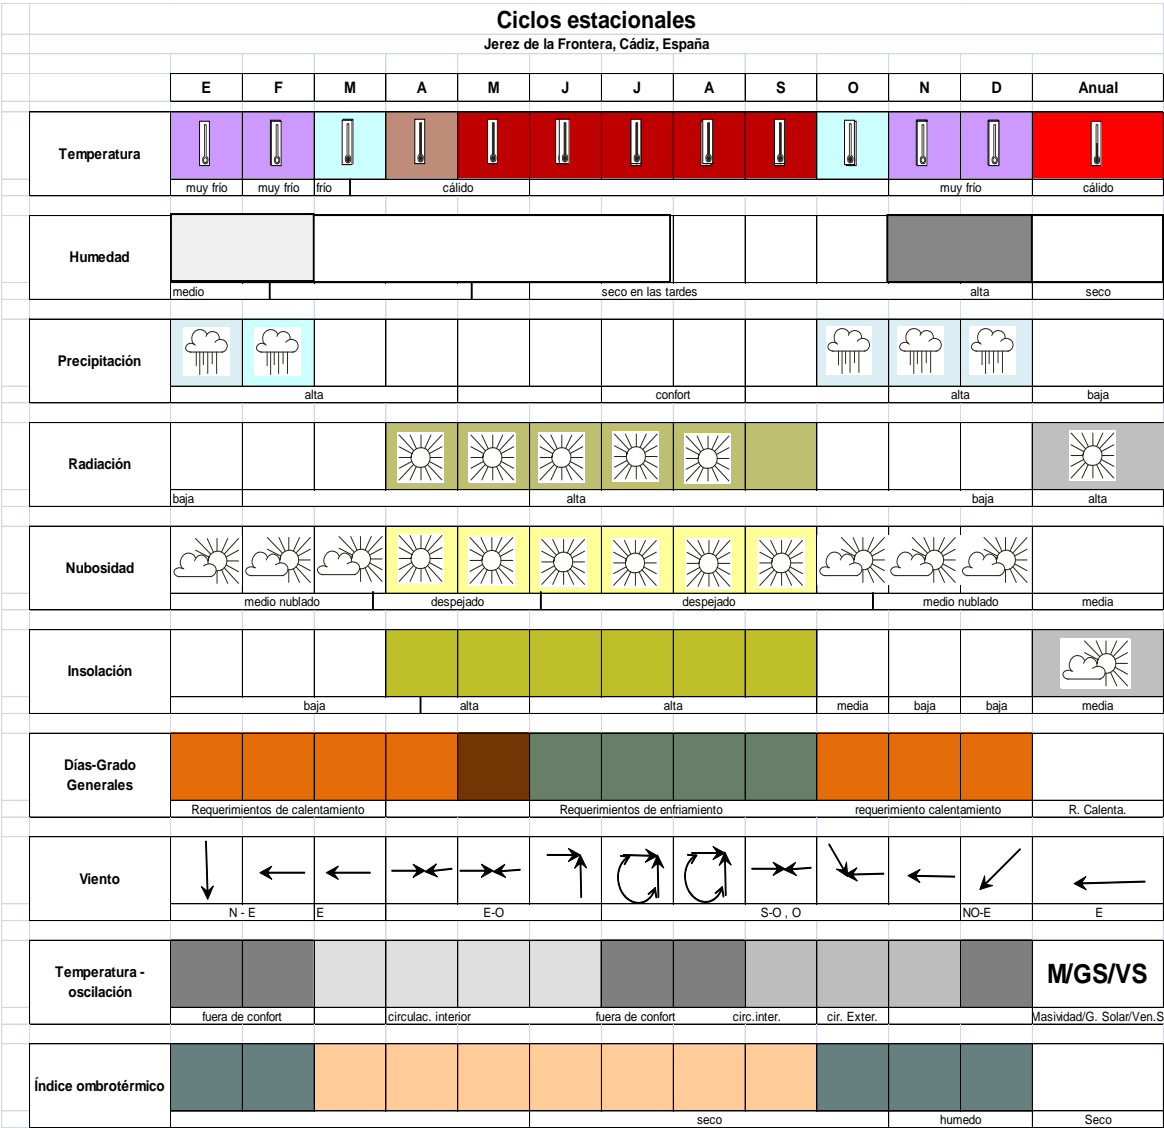 Ciclos estacionales
Jerez de la Frontera, Cádiz, España
E F M A M J J A S O N D Anual
Temperatura
muy frío muy frío frío cálido muy frío cálido
Humedad
medio seco en las tardes alta seco
Precipitación
alta confort alta baja
Radiación
baja alta baja alta
Nubosidad
medio nublado despejado despejado medio nublado media
Insolación
baja alta alta media baja baja media
Días-Grado
Generales
Requerimientos de calentamiento Requerimientos de enfriamiento requerimiento calentamiento R. Calenta.
Viento
N - E E E-O S-O , O NO-E E
Temperatura -
oscilación
M/GS/VS
fuera de confort circulac. interior fuera de confort circ.inter. cir. Exter. Masividad/G. Solar/Ven.S
Índice ombrotérmico
seco humedo Seco